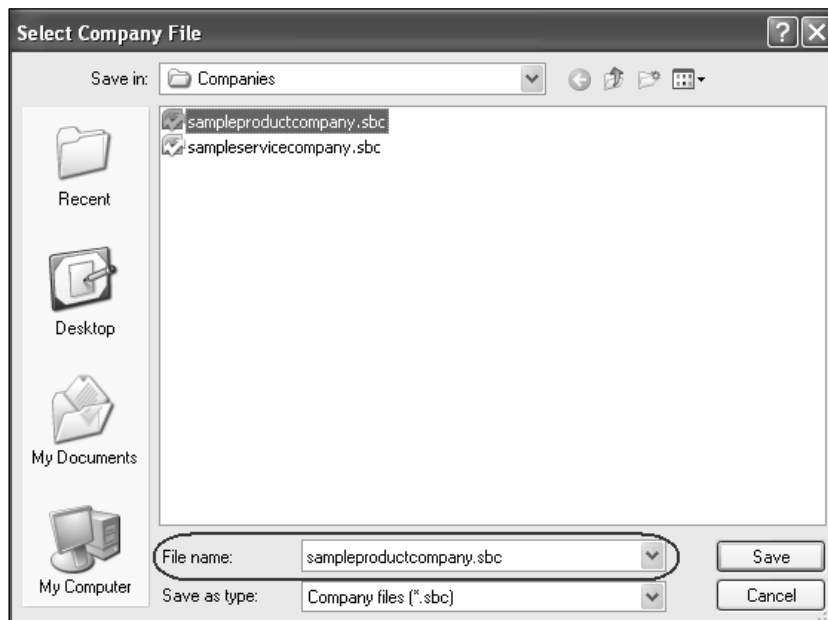 Select Company File
Save in: Companies
sampleproductcompany.sbc
sampleservicecompany.sbc
Recent
Desktop
My Documents
My Computer
File name: sampleproductcompany.sbc Save
Save as type: Company files (*.sbc) Cancel